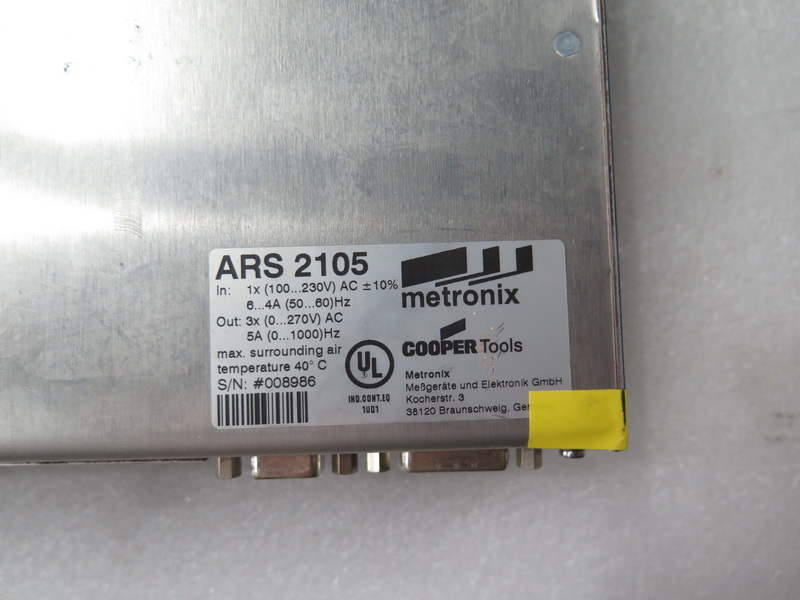 ARS 2105
In: 1x (100...230V) AC ±10%
6...4A (50...60)Hz
Out: 3x (0...270V) AC
5A (0...1000)Hz
max. surrounding air
temperature 40° C
S/N: #008986
metronix
COOPER Tools
UL
IND.CONT.EQ
1UD1
Metronix
Meßgeräte und Elektronik GmbH
Kocherstr. 3
38120 Braunschweig,